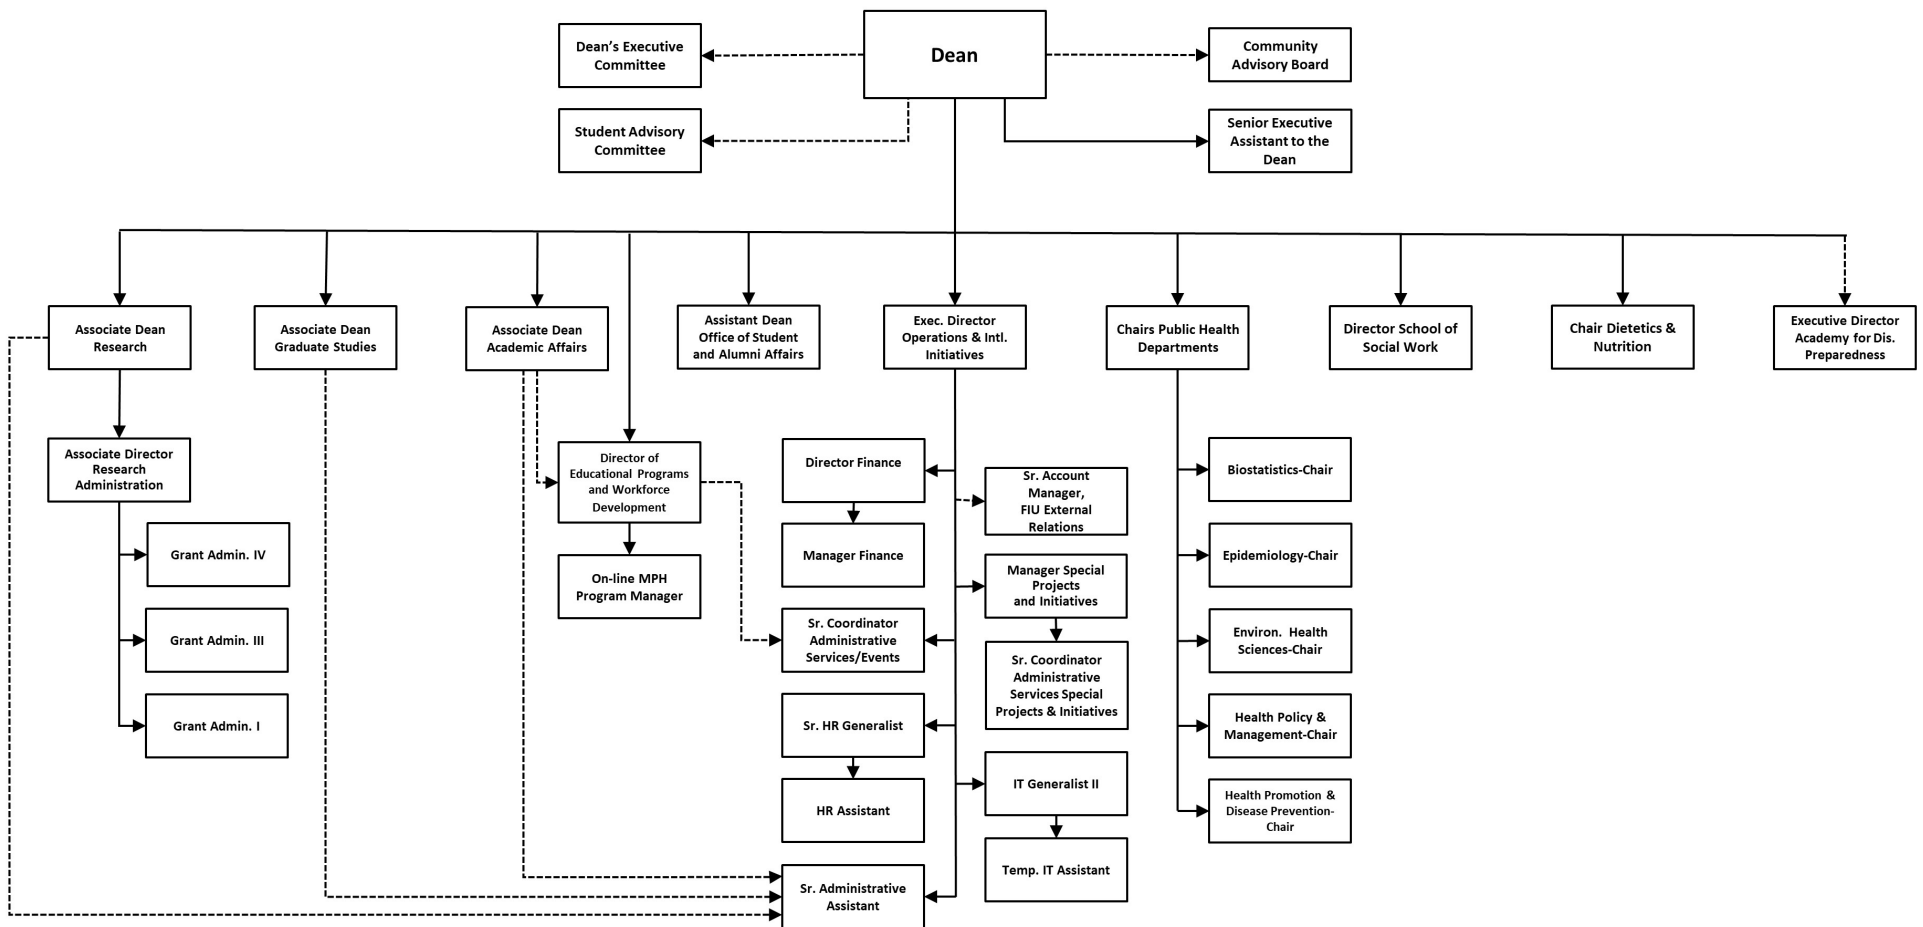 Dean
Dean's Executive
Committee
Community
Advisory Board
Student Advisory
Committee
Senior Executive
Assistant to the
Dean
Associate Dean
Research
Associate Dean
Graduate Studies
Associate Dean
Academic Affairs
Assistant Dean
Office of Student
and Alumni Affairs
Exec. Director
Operations & Intl.
Initiatives
Chairs Public Health
Departments
Director School of
Social Work
Chair Dietetics &
Nutrition
Executive Director
Academy for Dis.
Preparedness
Associate Director
Research
Administration
Grant Admin. IV
Grant Admin. III
Grant Admin. I
Director of
Educational Programs
and Workforce
Development
On-line MPH
Program Manager
Director Finance
Manager Finance
Sr. Coordinator
Administrative
Services/Events
Sr. HR Generalist
HR Assistant
Sr. Administrative
Assistant
Sr. Account
Manager,
FIU External
Relations
Manager Special
Projects
and Initiatives
Sr. Coordinator
Administrative
Services Special
Projects & Initiatives
IT Generalist II
Temp. IT Assistant
Biostatistics-Chair
Epidemiology-Chair
Environ. Health
Sciences-Chair
Health Policy &
Management-Chair
Health Promotion &
Disease Prevention-
Chair